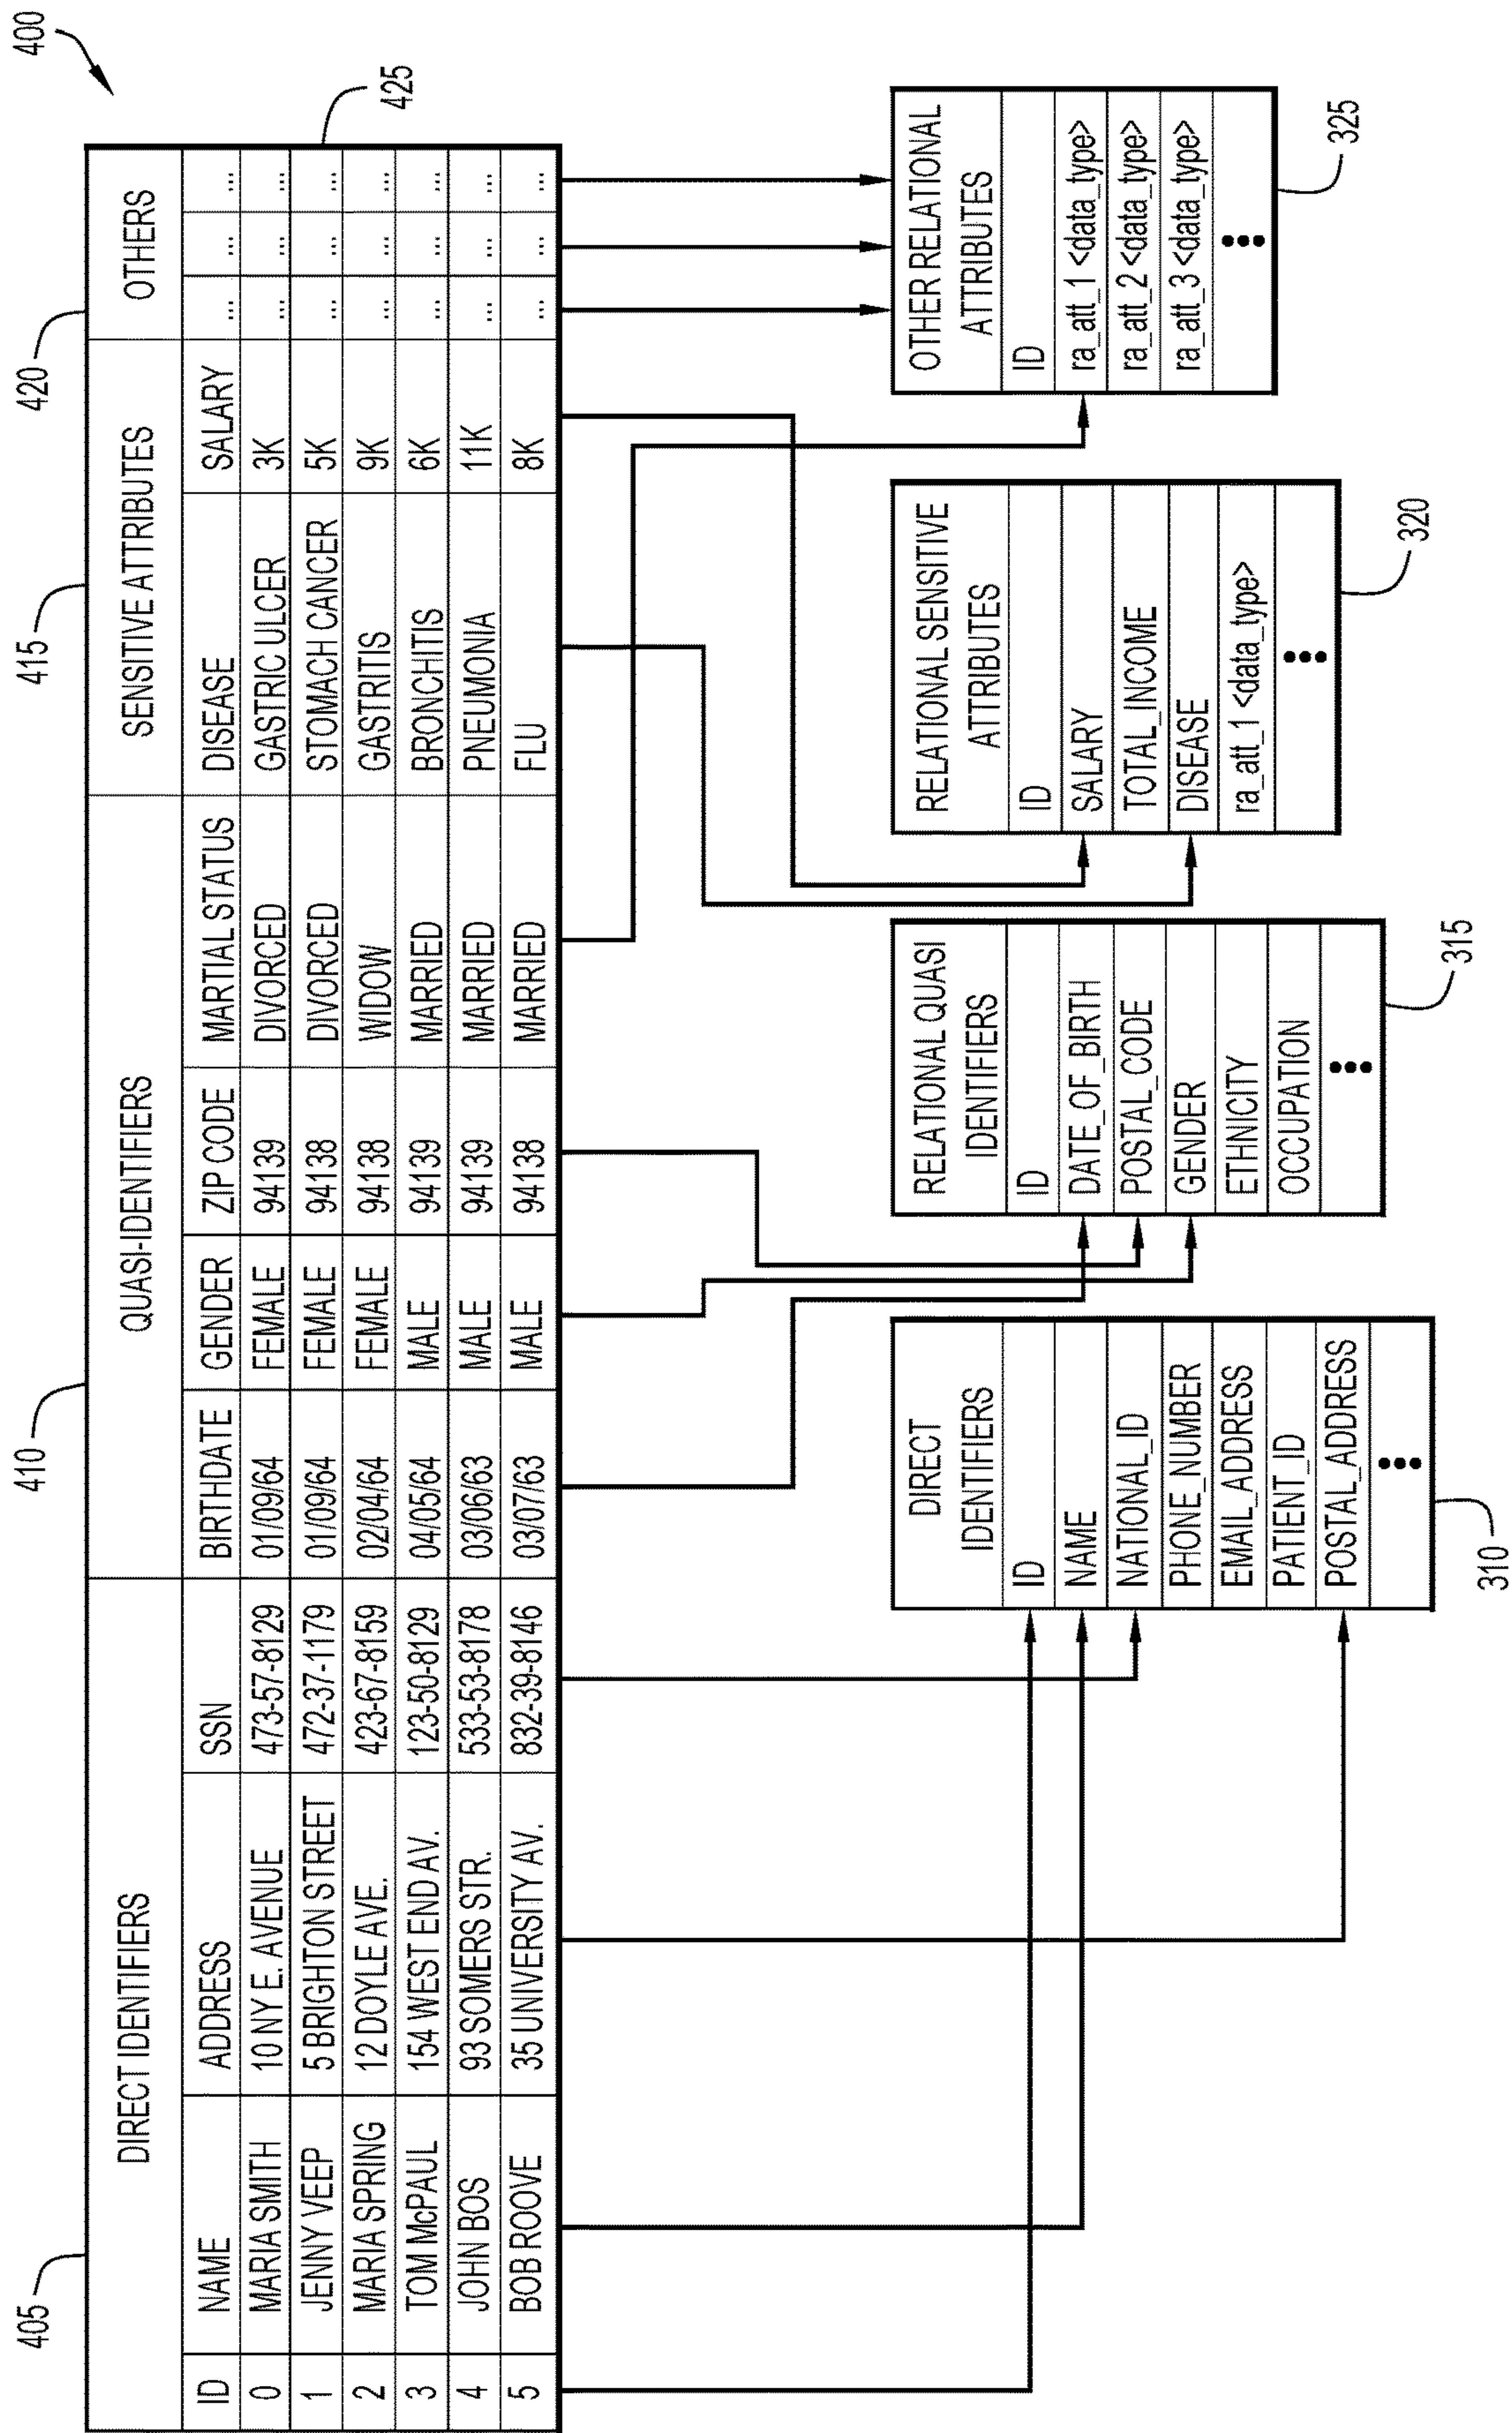 400
405
410
415
420
DIRECT IDENTIFIERS QUASI-IDENTIFIERS SENSITIVE ATTRIBUTES OTHERS
ID NAME ADDRESS SSN BIRTHDATE GENDER ZIP CODE MARTIAL STATUS DISEASE SALARY ... ... ...
0 MARIA SMITH 10 NY E. AVENUE 473-57-8129 01/09/64 FEMALE 94139 DIVORCED GASTRIC ULCER 3K ... ... ...
1 JENNY VEEP 5 BRIGHTON STREET 472-37-1179 01/09/64 FEMALE 94138 DIVORCED STOMACH CANCER 5K ... ... ...
2 MARIA SPRING 12 DOYLE AVE. 423-67-8159 02/04/64 FEMALE 94138 WIDOW GASTRITIS 9K ... ... ...
3 TOM McPAUL 154 WEST END AV. 123-50-8129 04/05/64 MALE 94139 MARRIED BRONCHITIS 6K ... ... ...
4 JOHN BOS 93 SOMERS STR. 533-53-8178 03/06/63 MALE 94139 MARRIED PNEUMONIA 11K ... ... ...
5 BOB ROOVE 35 UNIVERSITY AV. 832-39-8146 03/07/63 MALE 94138 MARRIED FLU 8K ... ... ...
425
DIRECT
IDENTIFIERS
ID
NAME
NATIONAL_ID
PHONE_NUMBER
EMAIL_ADDRESS
PATIENT_ID
POSTAL_ADDRESS
...
310
RELATIONAL QUASI
IDENTIFIERS
ID
DATE_OF_BIRTH
POSTAL_CODE
GENDER
ETHNICITY
OCCUPATION
...
315
RELATIONAL SENSITIVE
ATTRIBUTES
ID
SALARY
TOTAL_INCOME
DISEASE
ra_att_1 <data_type>
...
320
OTHER RELATIONAL
ATTRIBUTES
ID
ra_att_1 <data_type>
ra_att_2 <data_type>
ra_att_3 <data_type>
...
325